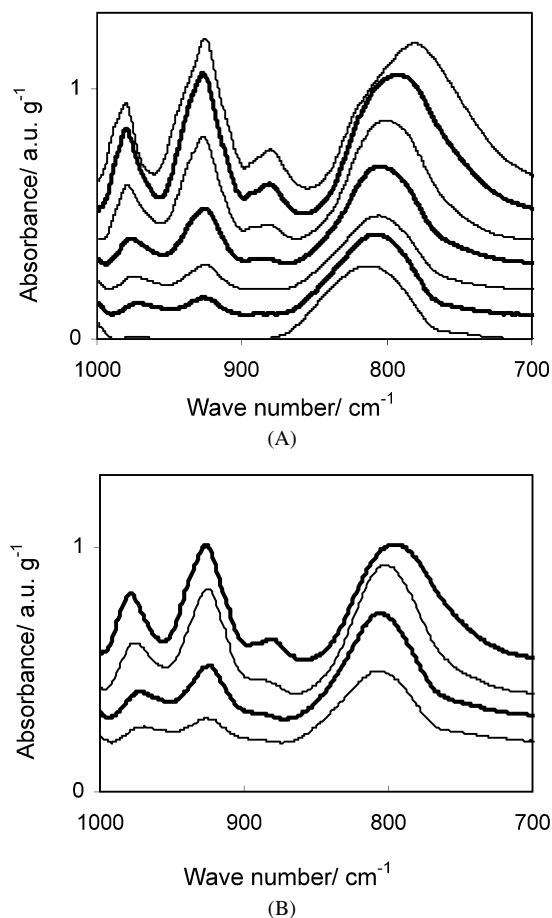 1
0
Absorbance/ a.u. g⁻¹
1000 900 800 700
Wave number/ cm⁻¹
(A)
1
0
Absorbance/ a.u. g⁻¹
1000 900 800 700
Wave number/ cm⁻¹
(B)